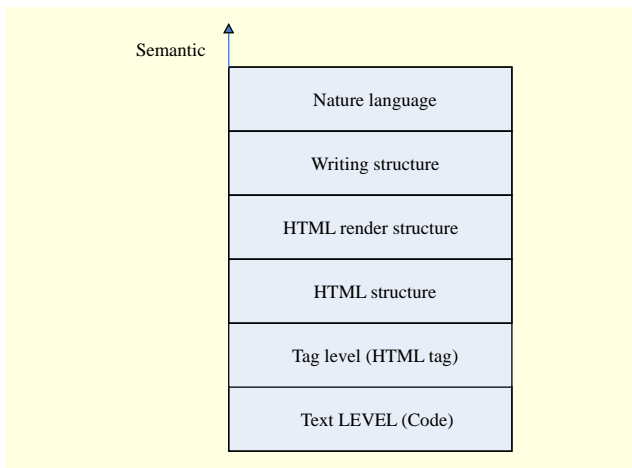 Semantic
Nature language
Writing structure
HTML render structure
HTML structure
Tag level (HTML tag)
Text LEVEL (Code)